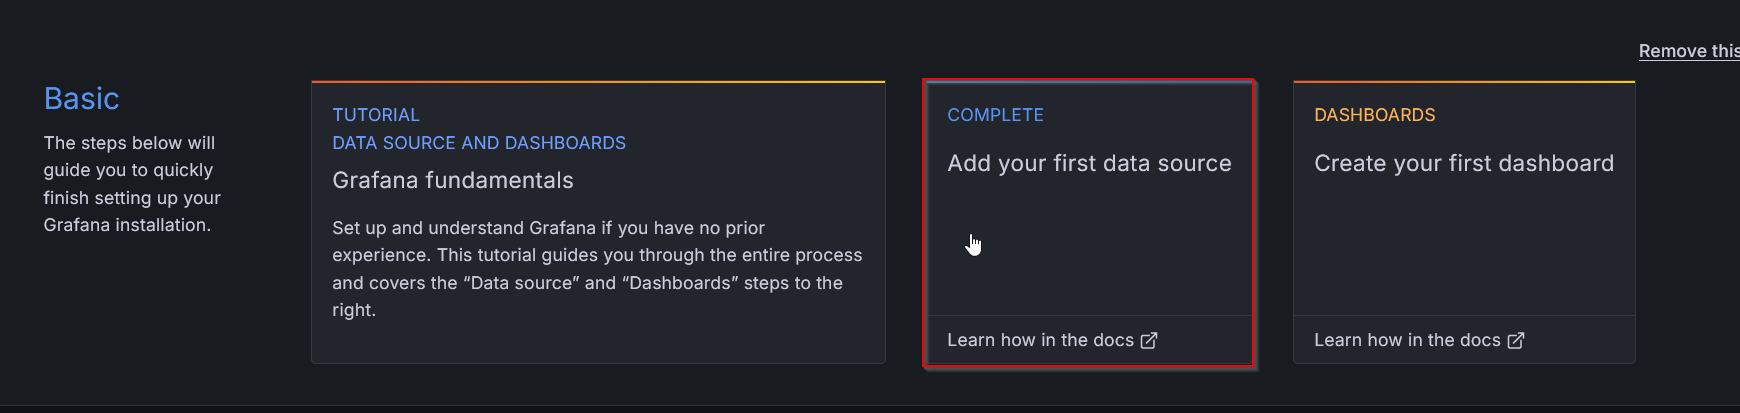 Remove this
Basic
The steps below will
guide you to quickly
finish setting up your
Grafana installation.
TUTORIAL
DATA SOURCE AND DASHBOARDS
Grafana fundamentals
Set up and understand Grafana if you have no prior
experience. This tutorial guides you through the entire process
and covers the “Data source” and “Dashboards” steps to the
right.
COMPLETE
Add your first data source
Learn how in the docs
DASHBOARDS
Create your first dashboard
Learn how in the docs